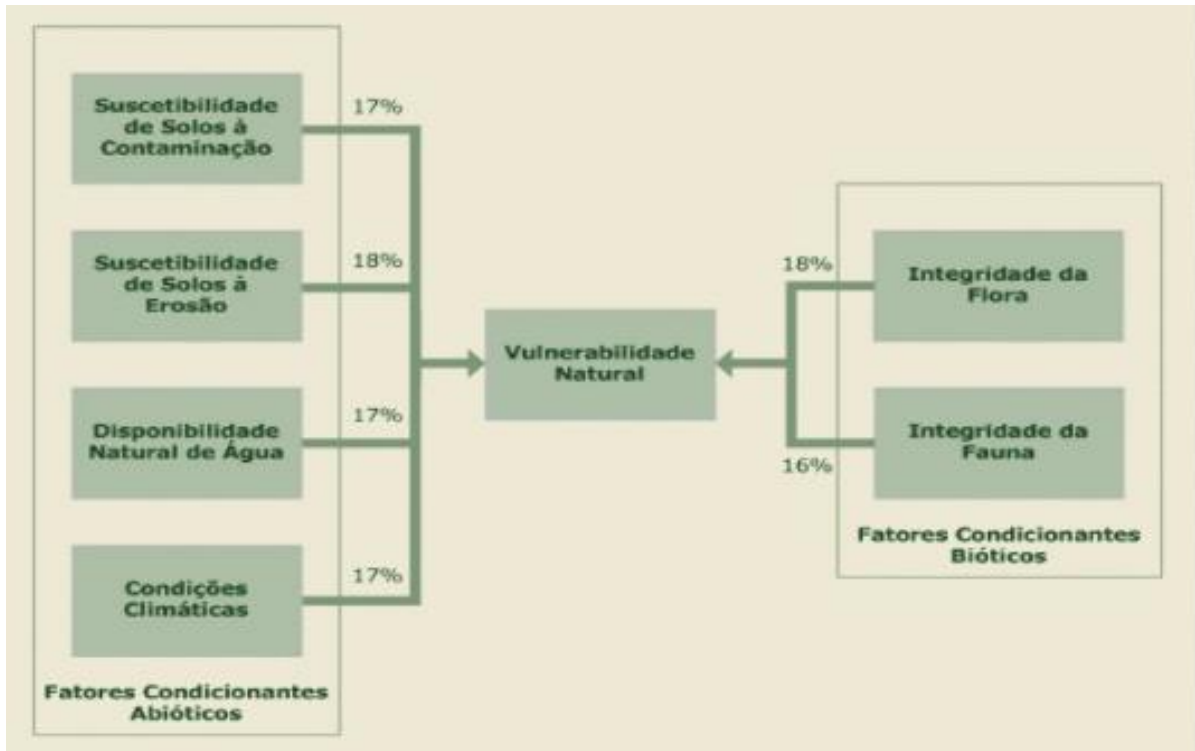 Suscetibilidade
de Solos à
Contaminação
17%
Suscetibilidade
de Solos à
Erosão
18%
Disponibilidade
Natural de Água
17%
Condições
Climáticas
17%
Fatores Condicionantes
Abióticos
Vulnerabilidade
Natural
18%
Integridade da
Flora
16%
Integridade da
Fauna
Fatores Condicionantes
Bióticos